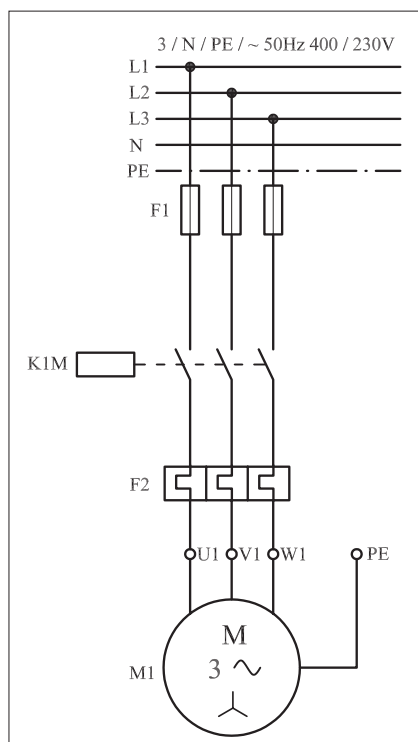 3 / N / PE / ~ 50Hz 400 / 230V
L1
L2
L3
N
PE
F1
K1M
F2
U1 V1 W1 PE
M
M1 3 ~